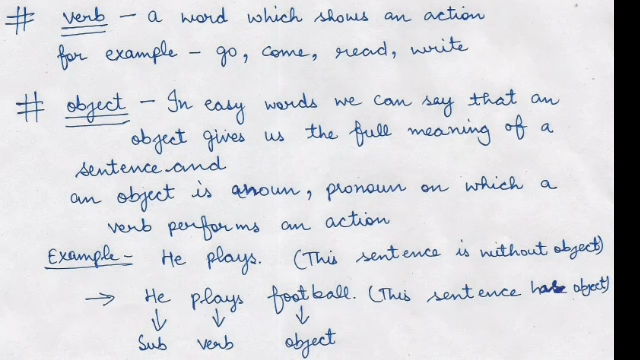 # verb - a word which shows an action
for example - go, come, read, write
# object - In easy words we can say that an
object gives us the full meaning of a
sentence and
an object is a noun, pronoun on which a
verb performs an action
Example - He plays. (This sentence is without object)
→ He plays football. (This sentence has object)
↓ ↓ ↓
Sub verb object